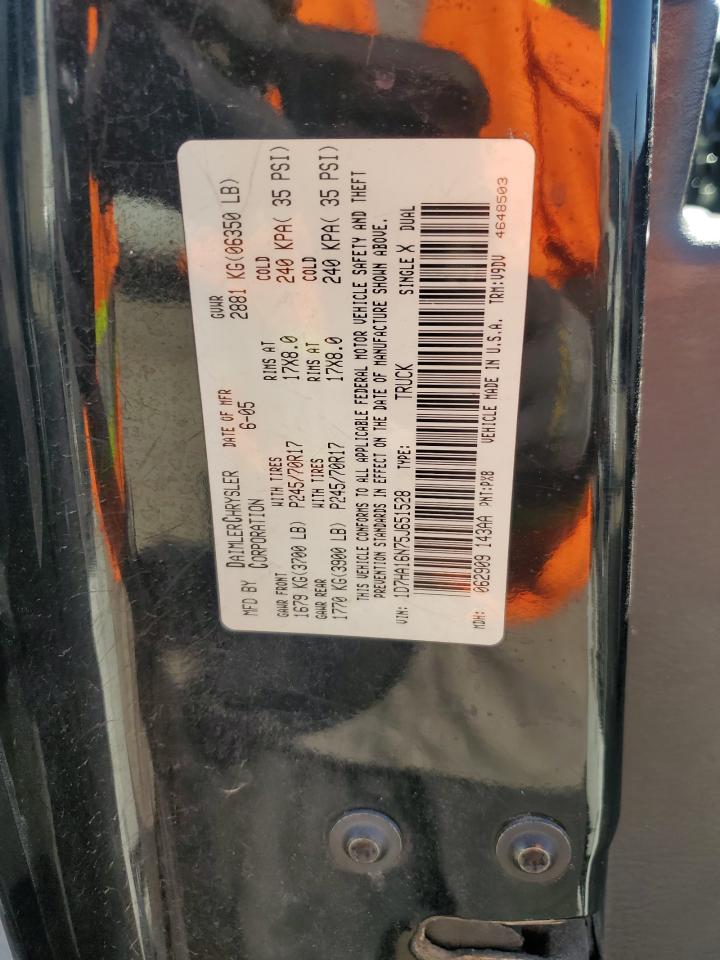 MFD BY DAIMLERCHRYSLER CORPORATION DATE OF MFR 6-05 GVWR 2881 KG(06350 LB)
GAWR FRONT WITH TIRES RIMS AT COLD
1679 KG(3700 LB) P245/70R17 17X8.0 240 KPA( 35 PSI)
GAWR REAR WITH TIRES RIMS AT COLD
1770 KG(3900 LB) P245/70R17 17X8.0 240 KPA( 35 PSI)
THIS VEHICLE CONFORMS TO ALL APPLICABLE FEDERAL MOTOR VEHICLE SAFETY AND THEFT
PREVENTION STANDARDS IN EFFECT ON THE DATE OF MANUFACTURE SHOWN ABOVE.
VIN: 1D7HA16N75J651528 TYPE: TRUCK SINGLE X DUAL
MDH: 062909 143AA PNT:PX8 VEHICLE MADE IN U.S.A. TRM:V9DV 4648503